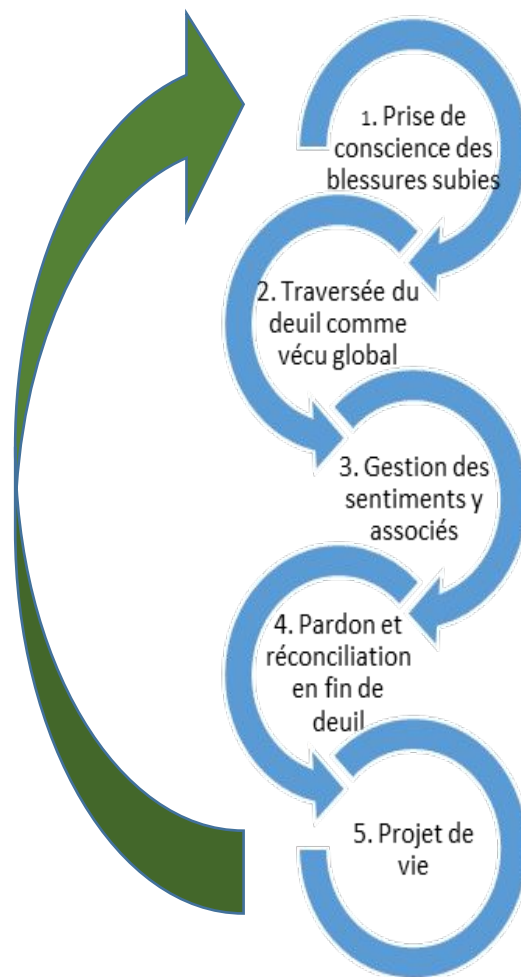 1. Prise de
conscience des
blessures subies
2. Traversée du
deuil comme
vécu global
3. Gestion des
sentiments y
associés
4. Pardon et
réconciliation
en fin de
deuil
5. Projet de
vie